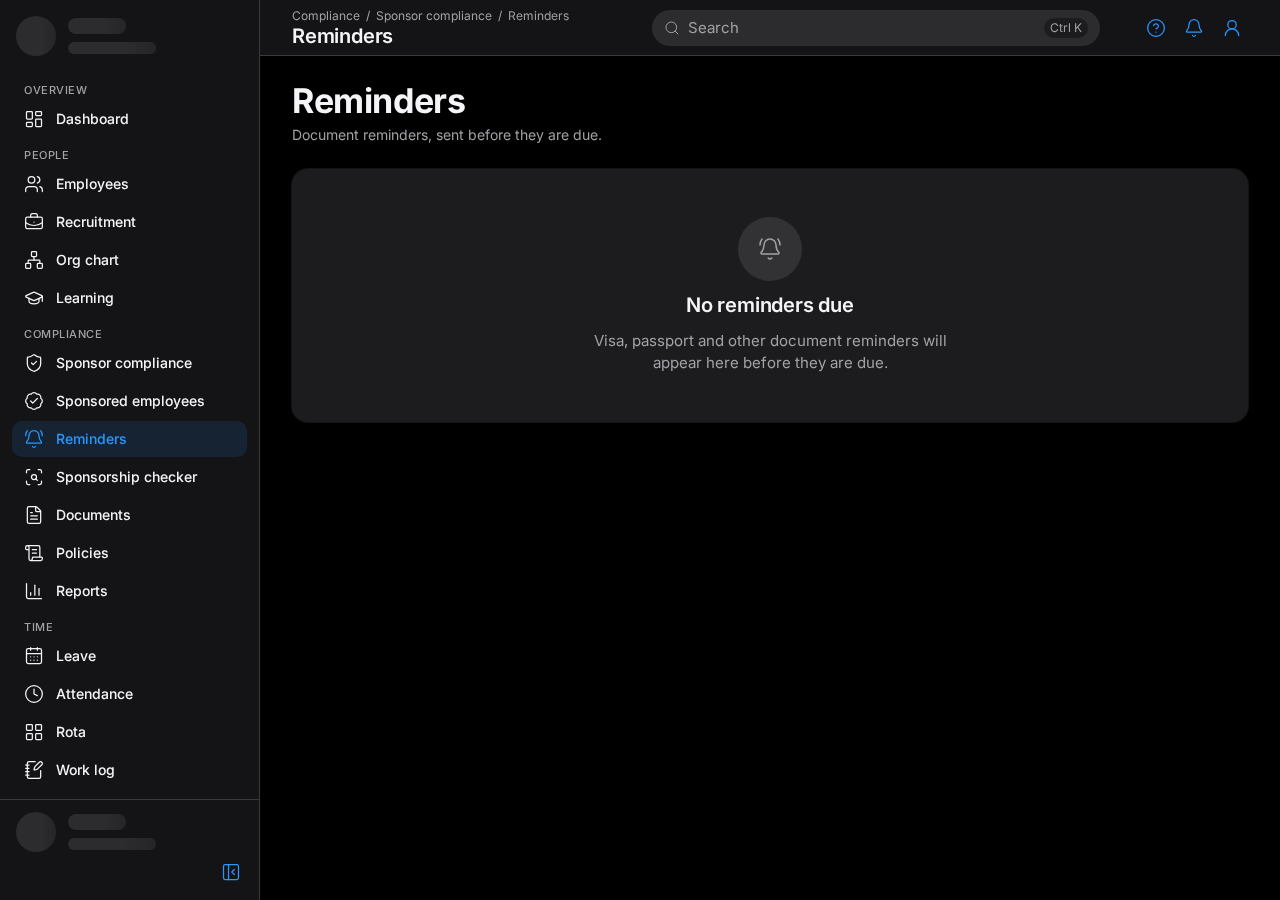 OVERVIEW
Dashboard
PEOPLE
Employees
Recruitment
Org chart
Learning
COMPLIANCE
Sponsor compliance
Sponsored employees
Reminders
Sponsorship checker
Documents
Policies
Reports
TIME
Leave
Attendance
Rota
Work log
Compliance / Sponsor compliance / Reminders
Reminders
Search
Ctrl K
Reminders
Document reminders, sent before they are due.
No reminders due
Visa, passport and other document reminders will
appear here before they are due.